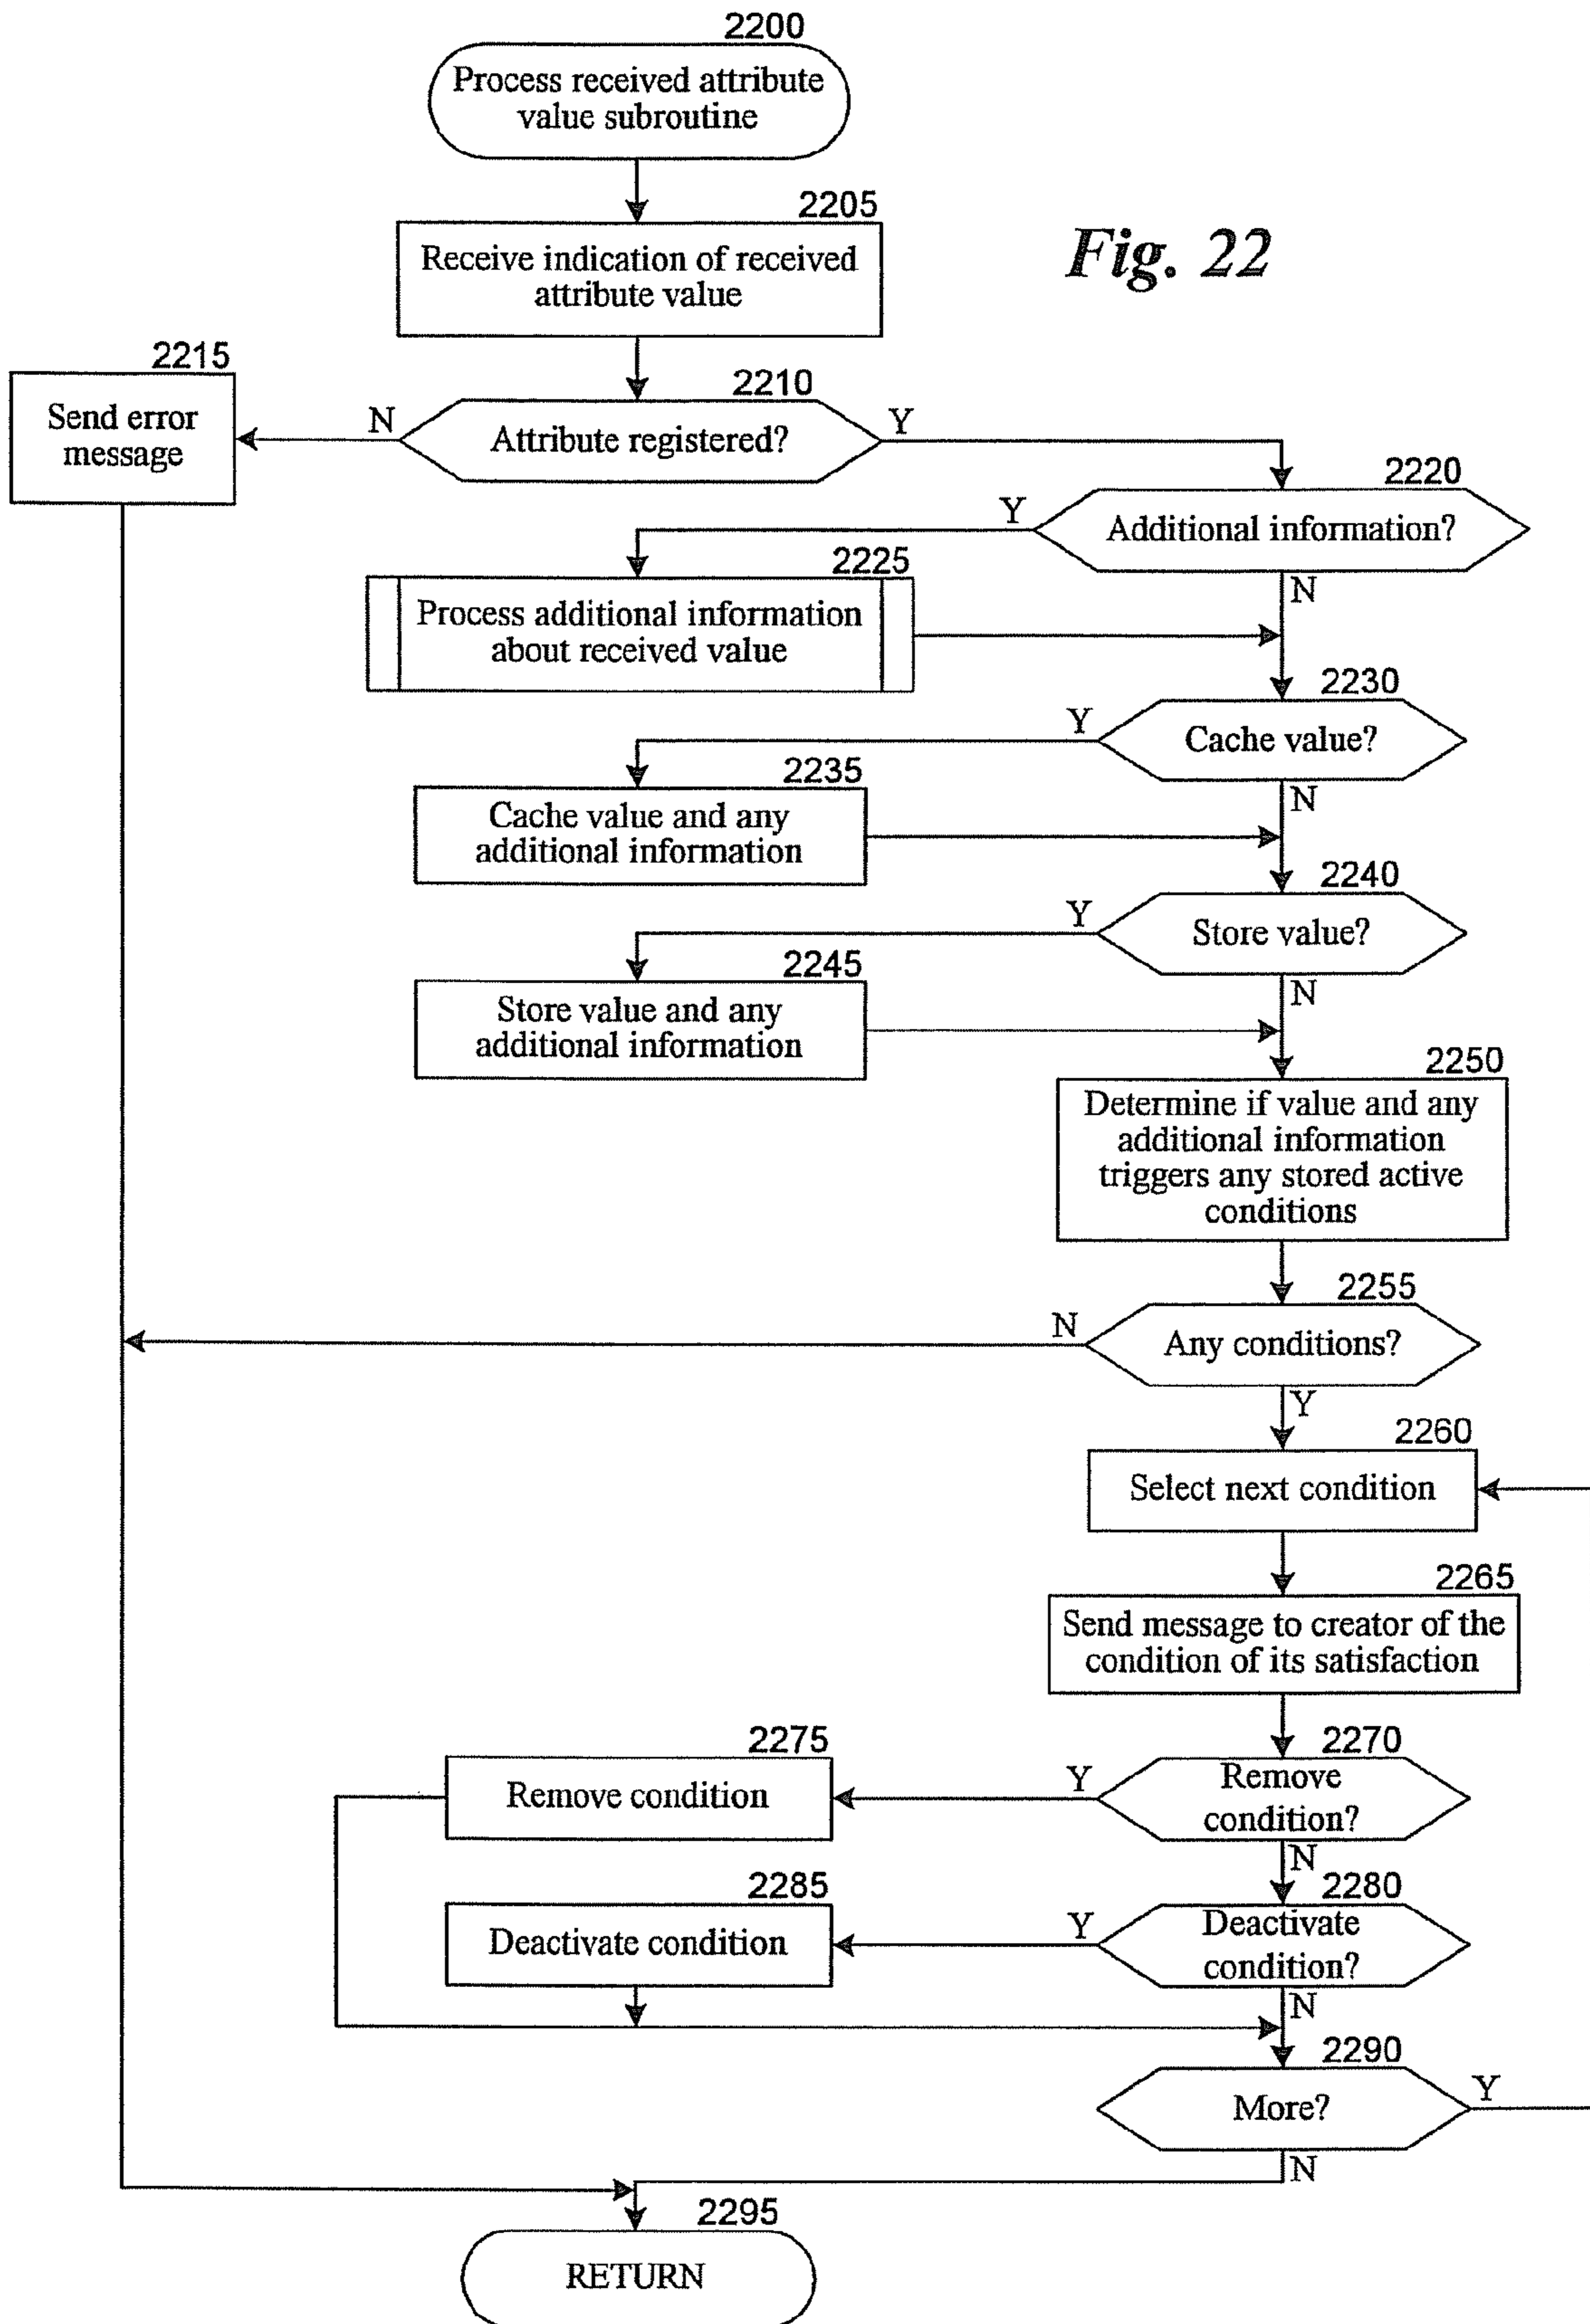 2200
Process received attribute
value subroutine
2205
Receive indication of received
attribute value
Fig. 22
2215
Send error
message
N
2210
Attribute registered?
Y
2220
Additional information?
Y
N
2225
Process additional information
about received value
2230
Cache value?
Y
N
2235
Cache value and any
additional information
2240
Store value?
Y
N
2245
Store value and any
additional information
2250
Determine if value and any
additional information
triggers any stored active
conditions
2255
Any conditions?
N
Y
2260
Select next condition
2265
Send message to creator of the
condition of its satisfaction
2270
Remove
condition?
Y
N
2275
Remove condition
2280
Deactivate
condition?
Y
N
2285
Deactivate condition
2290
More?
Y
N
2295
RETURN